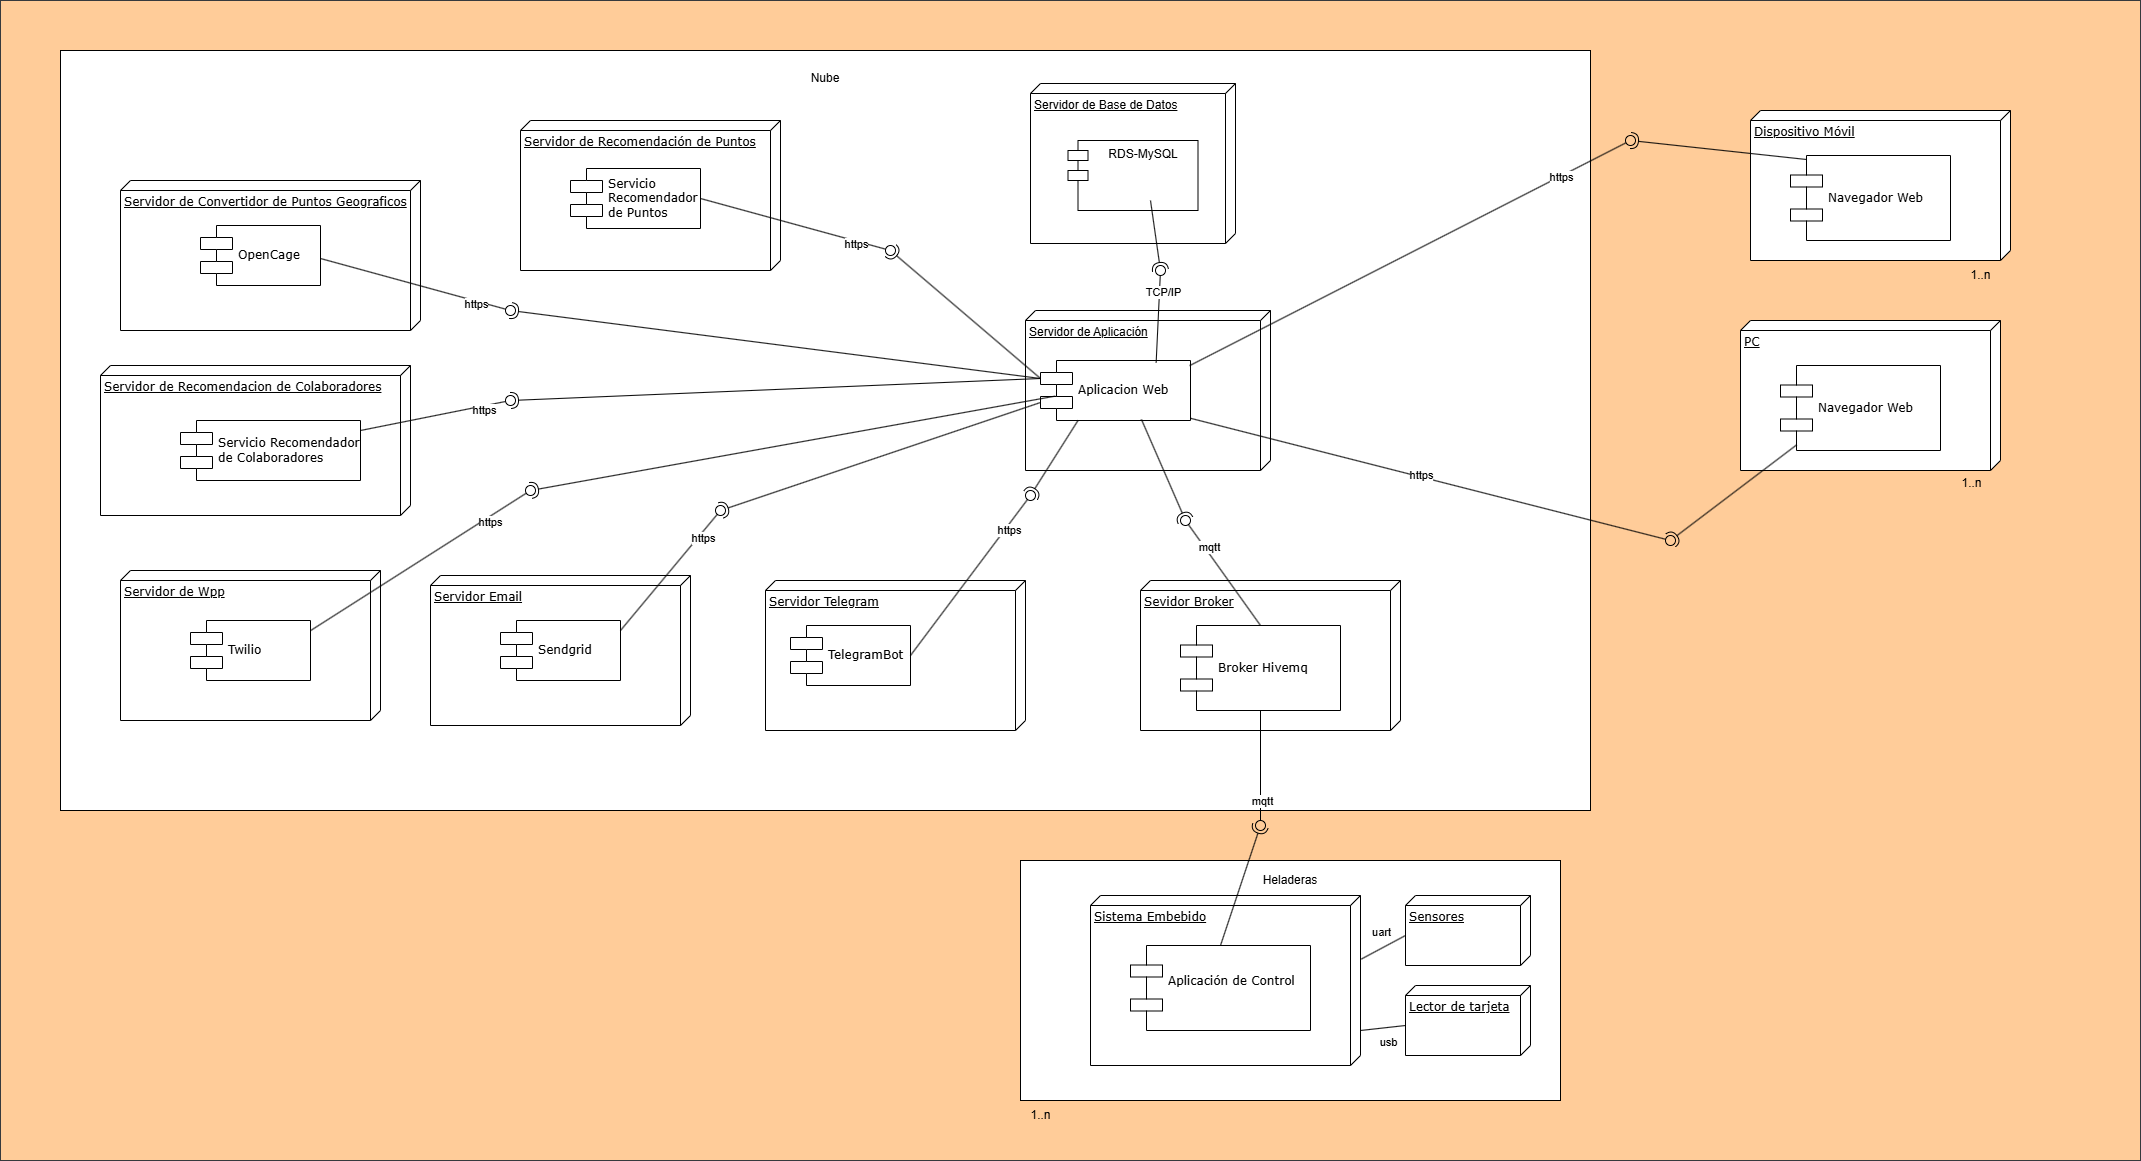 Nube
Servidor de Base de Datos
RDS-MySQL
Servidor de Recomendación de Puntos
Servicio
Recomendador
de Puntos
https
Servidor de Convertidor de Puntos Geograficos
OpenCage
https
Dispositivo Móvil
Navegador Web
1..n
https
TCP/IP
Servidor de Aplicación
Aplicacion Web
PC
Navegador Web
1..n
https
Servidor de Recomendacion de Colaboradores
Servicio Recomendador
de Colaboradores
https
https
https
https
mqtt
Servidor de Wpp
Twilio
Servidor Email
Sendgrid
Servidor Telegram
TelegramBot
Sevidor Broker
Broker Hivemq
mqtt
Heladeras
Sistema Embebido
Aplicación de Control
uart
Sensores
Lector de tarjeta
usb
1..n